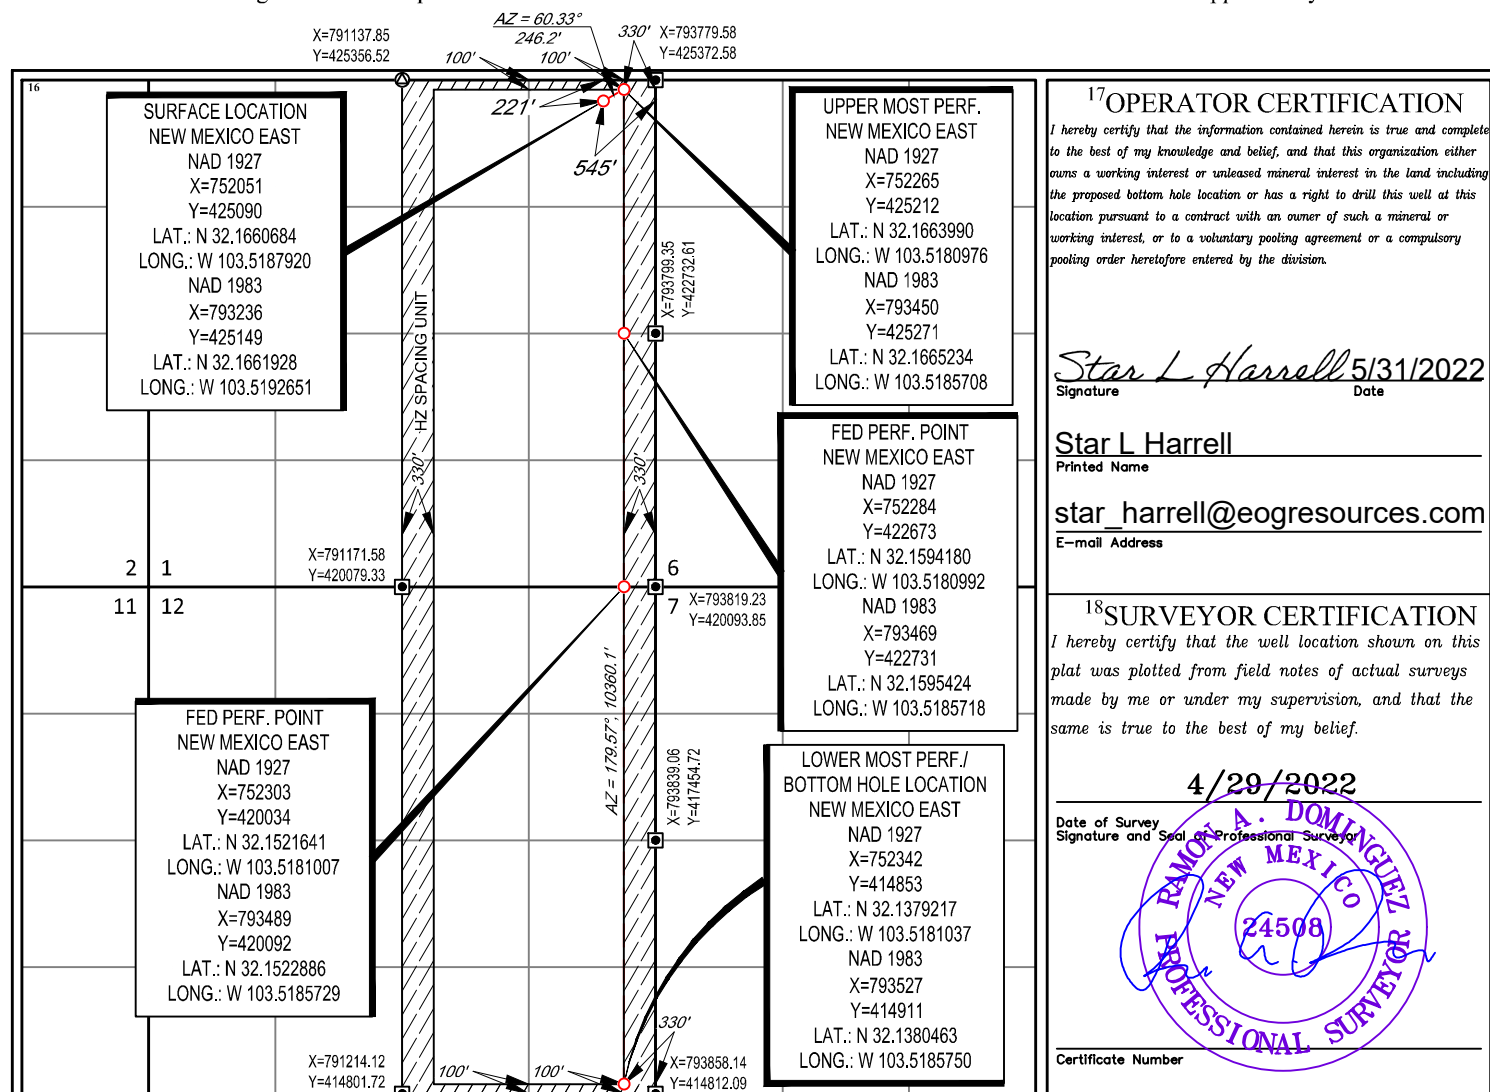 AZ = 60.33°
246.2'
X=791137.85
Y=425356.52
330'
X=793779.58
Y=425372.58
100'
100'
16
221'
545'
SURFACE LOCATION
NEW MEXICO EAST
NAD 1927
X=752051
Y=425090
LAT.: N 32.1660684
LONG.: W 103.5187920
NAD 1983
X=793236
Y=425149
LAT.: N 32.1661928
LONG.: W 103.5192651
UPPER MOST PERF.
NEW MEXICO EAST
NAD 1927
X=752265
Y=425212
LAT.: N 32.1663990
LONG.: W 103.5180976
NAD 1983
X=793450
Y=425271
LAT.: N 32.1665234
LONG.: W 103.5185708
X=793799.35
Y=422732.61
HZ SPACING UNIT
330'
330'
FED PERF. POINT
NEW MEXICO EAST
NAD 1927
X=752284
Y=422673
LAT.: N 32.1594180
LONG.: W 103.5180992
NAD 1983
X=793469
Y=422731
LAT.: N 32.1595424
LONG.: W 103.5185718
X=791171.58
Y=420079.33
2 1
11 12
6
7
X=793819.23
Y=420093.85
AZ = 179.57°, 10360.1'
FED PERF. POINT
NEW MEXICO EAST
NAD 1927
X=752303
Y=420034
LAT.: N 32.1521641
LONG.: W 103.5181007
NAD 1983
X=793489
Y=420092
LAT.: N 32.1522886
LONG.: W 103.5185729
X=793839.06
Y=417454.72
LOWER MOST PERF./
BOTTOM HOLE LOCATION
NEW MEXICO EAST
NAD 1927
X=752342
Y=414853
LAT.: N 32.1379217
LONG.: W 103.5181037
NAD 1983
X=793527
Y=414911
LAT.: N 32.1380463
LONG.: W 103.5185750
X=791214.12
Y=414801.72
100'
100'
330'
X=793858.14
Y=414812.09
17 OPERATOR CERTIFICATION
I hereby certify that the information contained herein is true and complete
to the best of my knowledge and belief, and that this organization either
owns a working interest or unleased mineral interest in the land including
the proposed bottom hole location or has a right to drill this well at this
location pursuant to a contract with an owner of such a mineral or
working interest, or to a voluntary pooling agreement or a compulsory
pooling order heretofore entered by the division.
Star L Harrell 5/31/2022
Signature Date
Star L Harrell
Printed Name
star_harrell@eogresources.com
E-mail Address
18 SURVEYOR CERTIFICATION
I hereby certify that the well location shown on this
plat was plotted from field notes of actual surveys
made by me or under my supervision, and that the
same is true to the best of my belief.
4/29/2022
Date of Survey
Signature and Seal of Professional Surveyor
RAMON A. DOMINGUEZ
NEW MEXICO
24508
PROFESSIONAL SURVEYOR
Certificate Number